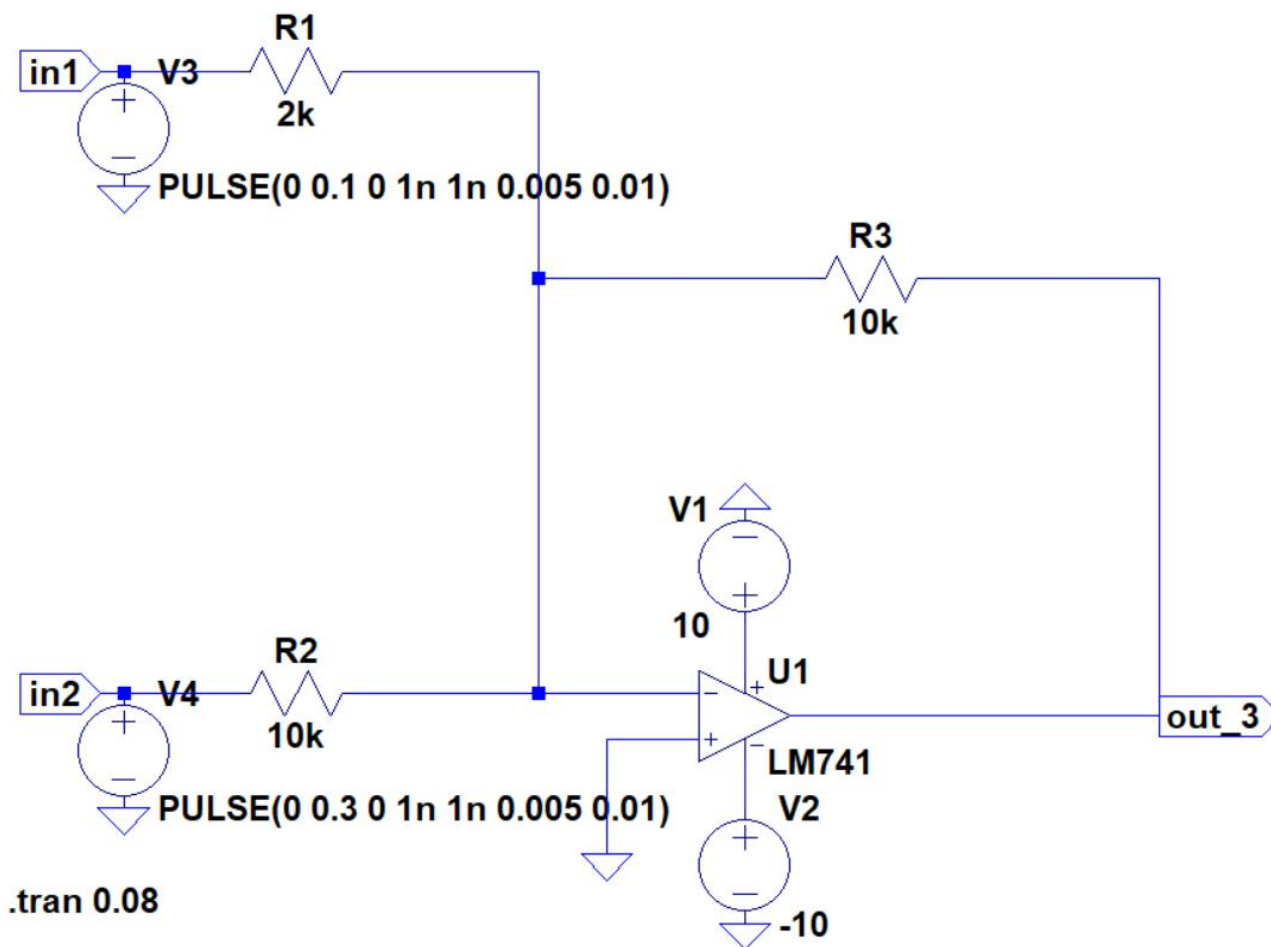 R1
in1
V3
2k
PULSE(0 0.1 0 1n 1n 0.005 0.01)
R3
10k
V1
10
R2
U1
in2
V4
out_3
10k
LM741
PULSE(0 0.3 0 1n 1n 0.005 0.01)
V2
.tran 0.08
-10